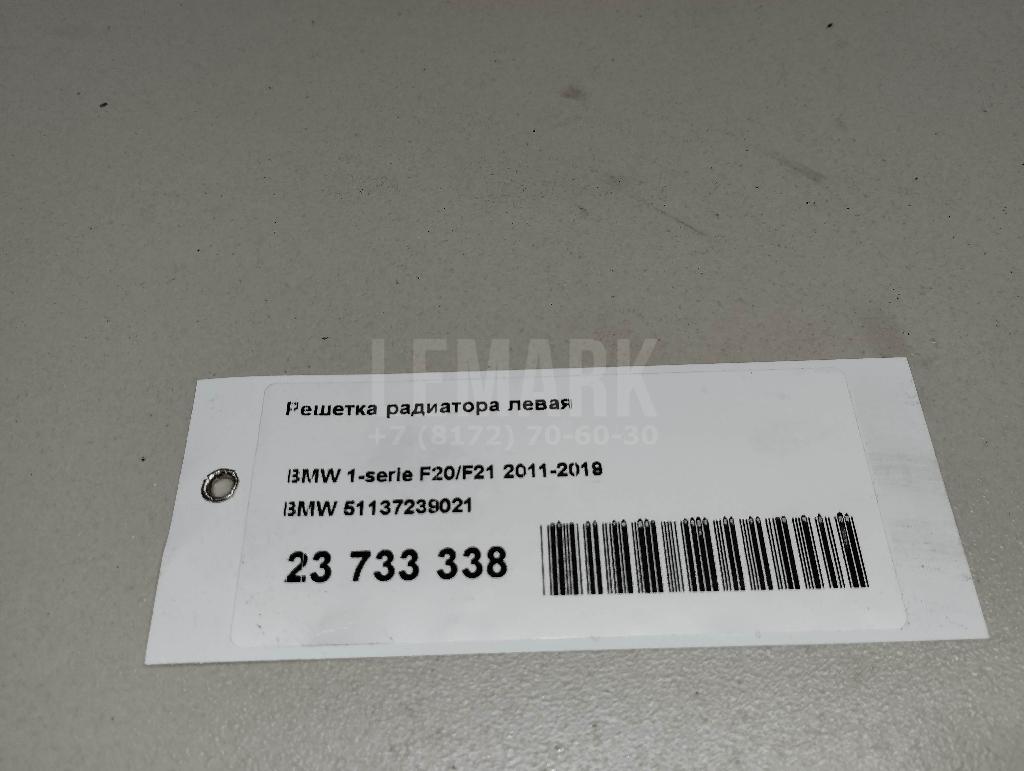 LEMARK
Решетка радиатора левая
+7 (8172) 70-60-30
BMW 1-serie F20/F21 2011-2019
BMW 51137239021
23 733 338